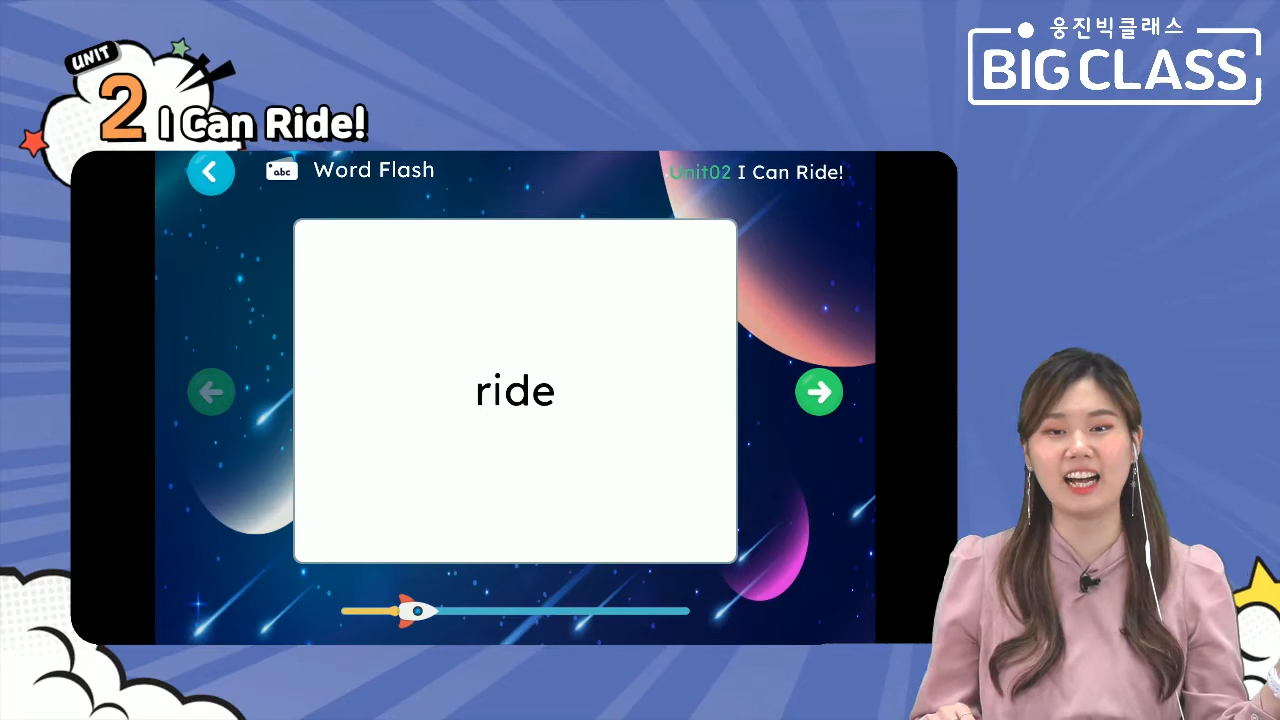 UNIT
2 I Can Ride!
웅진빅클래스
BIG CLASS
abc
Word Flash
Unit02 I Can Ride!
ride